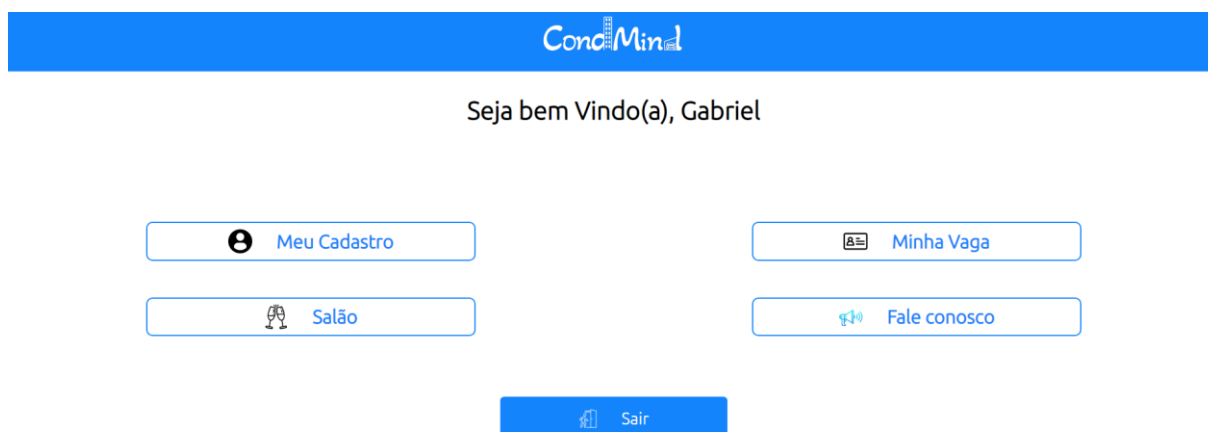 CondMind
Seja bem Vindo(a), Gabriel
Meu Cadastro
Minha Vaga
Salão
Fale conosco
Sair